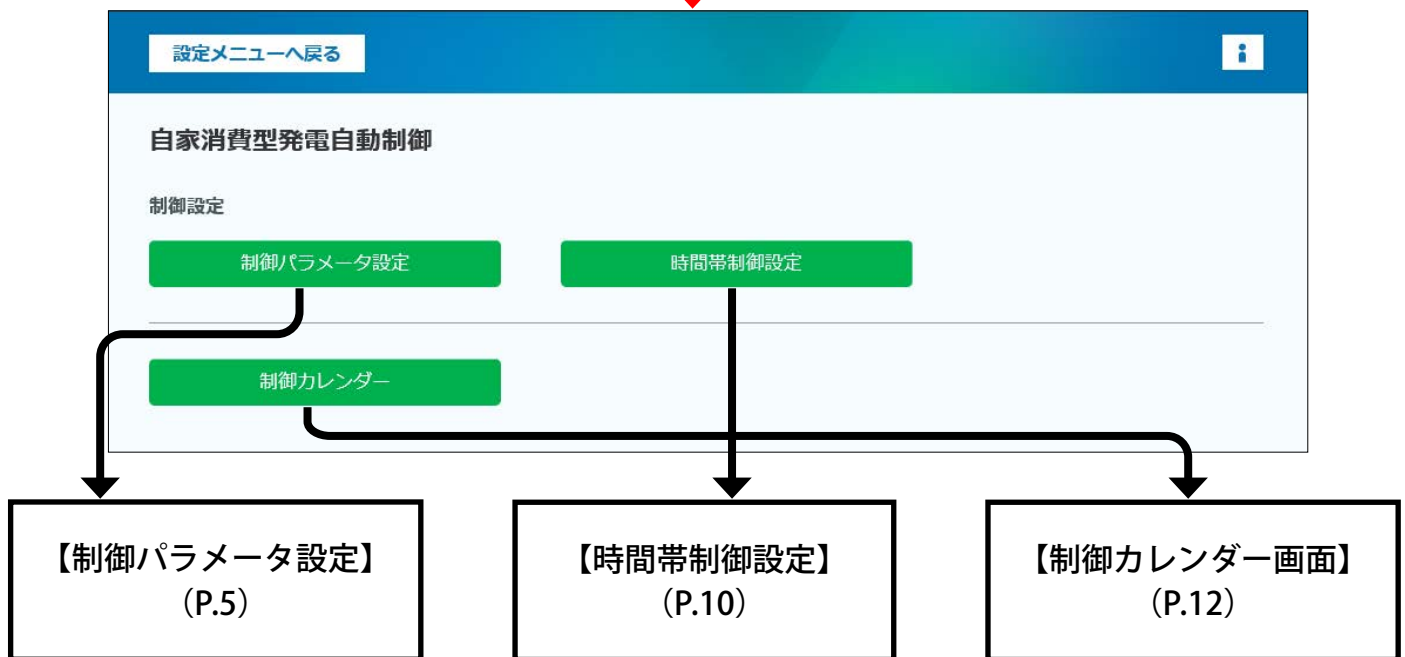 設定メニューへ戻る
自家消費型発電自動制御
制御設定
制御パラメータ設定
時間帯制御設定
制御カレンダー
【制御パラメータ設定】
（P.5）
【時間帯制御設定】
（P.10）
【制御カレンダー画面】
（P.12）